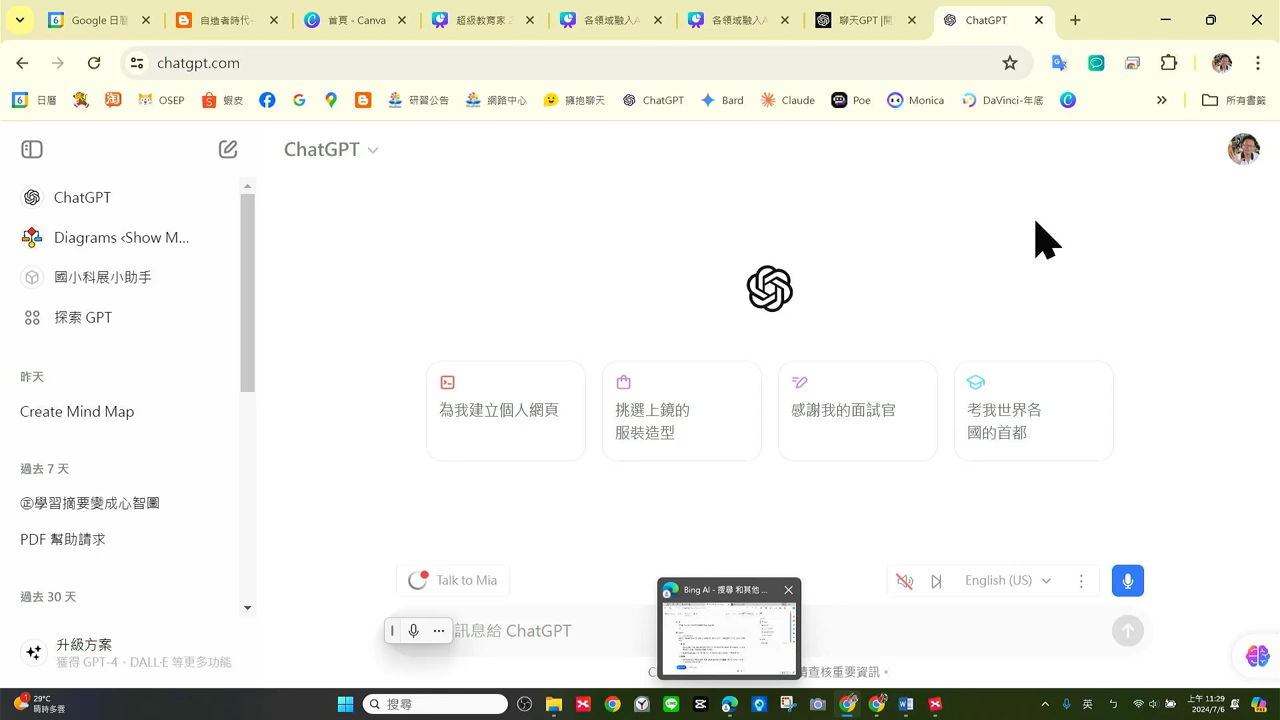 Google 日曆
自造者時代-
首頁 - Canva
超級教育家 2
各領域融入A
各領域融入A
聊天GPT | 開
ChatGPT
chatgpt.com
日曆
淘
OSEP
蝦皮
研習公告
網路中心
擁抱聊天
ChatGPT
Bard
Claude
Poe
Monica
DaVinci-年底
所有書籤
ChatGPT
ChatGPT
Diagrams ‹Show M...
國小科展小助手
探索 GPT
昨天
Create Mind Map
過去 7 天
㊣學習摘要變成心智圖
PDF 幫助請求
過去 30 天
升級方案
獲得 GPT-4、DALL·E 等更多功能
為我建立個人網頁
挑選上鏡的
服裝造型
感謝我的面試官
考我世界各
國的首都
Talk to Mia
English (US)
訊息給 ChatGPT
Bing AI - 搜尋 和其他 ...
請查核重要資訊。
29°C
晴時多雲
搜尋
英
上午 11:29
2024/7/6